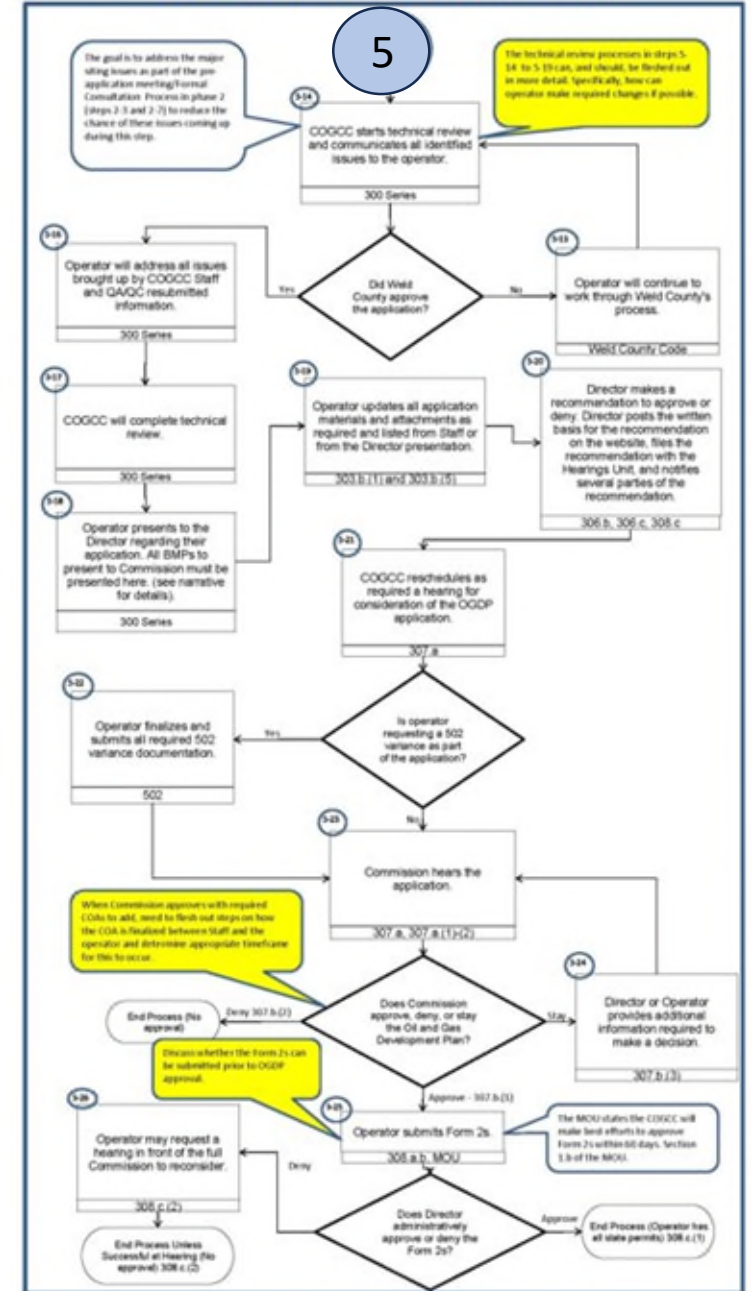 5
The goal is to address the major
siting issues as part of the pre-
application meeting/Formal
Consultation Process in phase 2
(steps 2-3 and 2-7) to reduce the
chance of these issues coming up
during this step.
The technical review processes in steps 5-
14 to 5-19 can, and should, be fleshed out
in more detail. Specifically, how can
operator make required changes if possible.
5-14
COGCC starts technical review
and communicates all identified
issues to the operator.
300 Series
5-16
Operator will address all issues
brought up by COGCC Staff
and QA/QC resubmitted
information.
300 Series
Yes
Did Weld
County approve
the application?
No
5-15
Operator will continue to
work through Weld County's
process.
Weld County Code
5-17
COGCC will complete technical
review.
300 Series
5-19
Operator updates all application
materials and attachments as
required and listed from Staff or
from the Director presentation.
303.b.(1) and 303.b.(5)
5-20
Director makes a
recommendation to approve or
deny. Director posts the written
basis for the recommendation
on the website, files the
recommendation with the
Hearings Unit, and notifies
several parties of the
recommendation.
306.b, 306.c, 308.c
5-18
Operator presents to the
Director regarding their
application. All BMPs to
present to Commission must be
presented here. (see narrative
for details).
300 Series
5-21
COGCC reschedules as
required a hearing for
consideration of the OGDP
application.
307.a
5-22
Operator finalizes and
submits all required 502
variance documentation.
502
Yes
Is operator
requesting a 502
variance as part
of the application?
No
5-23
Commission hears the
application.
307.a, 307.a.(1)-(2)
When Commission approves with required
COAs to add, need to flesh out steps on how
the COA is finalized between Staff and the
operator and determine appropriate timeframe
for this to occur.
End Process (No
approval)
Deny 307.b.(2)
Does Commission
approve, deny, or stay
the Oil and Gas
Development Plan?
Stay
5-24
Director or Operator
provides additional
information required to
make a decision.
307.b.(3)
Discuss whether the Form 2s can
be submitted prior to OGDP
approval.
Approve - 307.b.(1)
5-25
Operator submits Form 2s.
308.a.b, MOU
The MOU states the COGCC will
make best efforts to approve
Form 2s within 60 days. Section
1.b of the MOU.
5-26
Operator may request a
hearing in front of the full
Commission to reconsider.
308.c.(2)
Deny
Does Director
administratively
approve or deny the
Form 2s?
Approve
End Process (Operator has
all state permits) 308.c.(1)
End Process Unless
Successful at Hearing (No
approval) 308.c.(2)